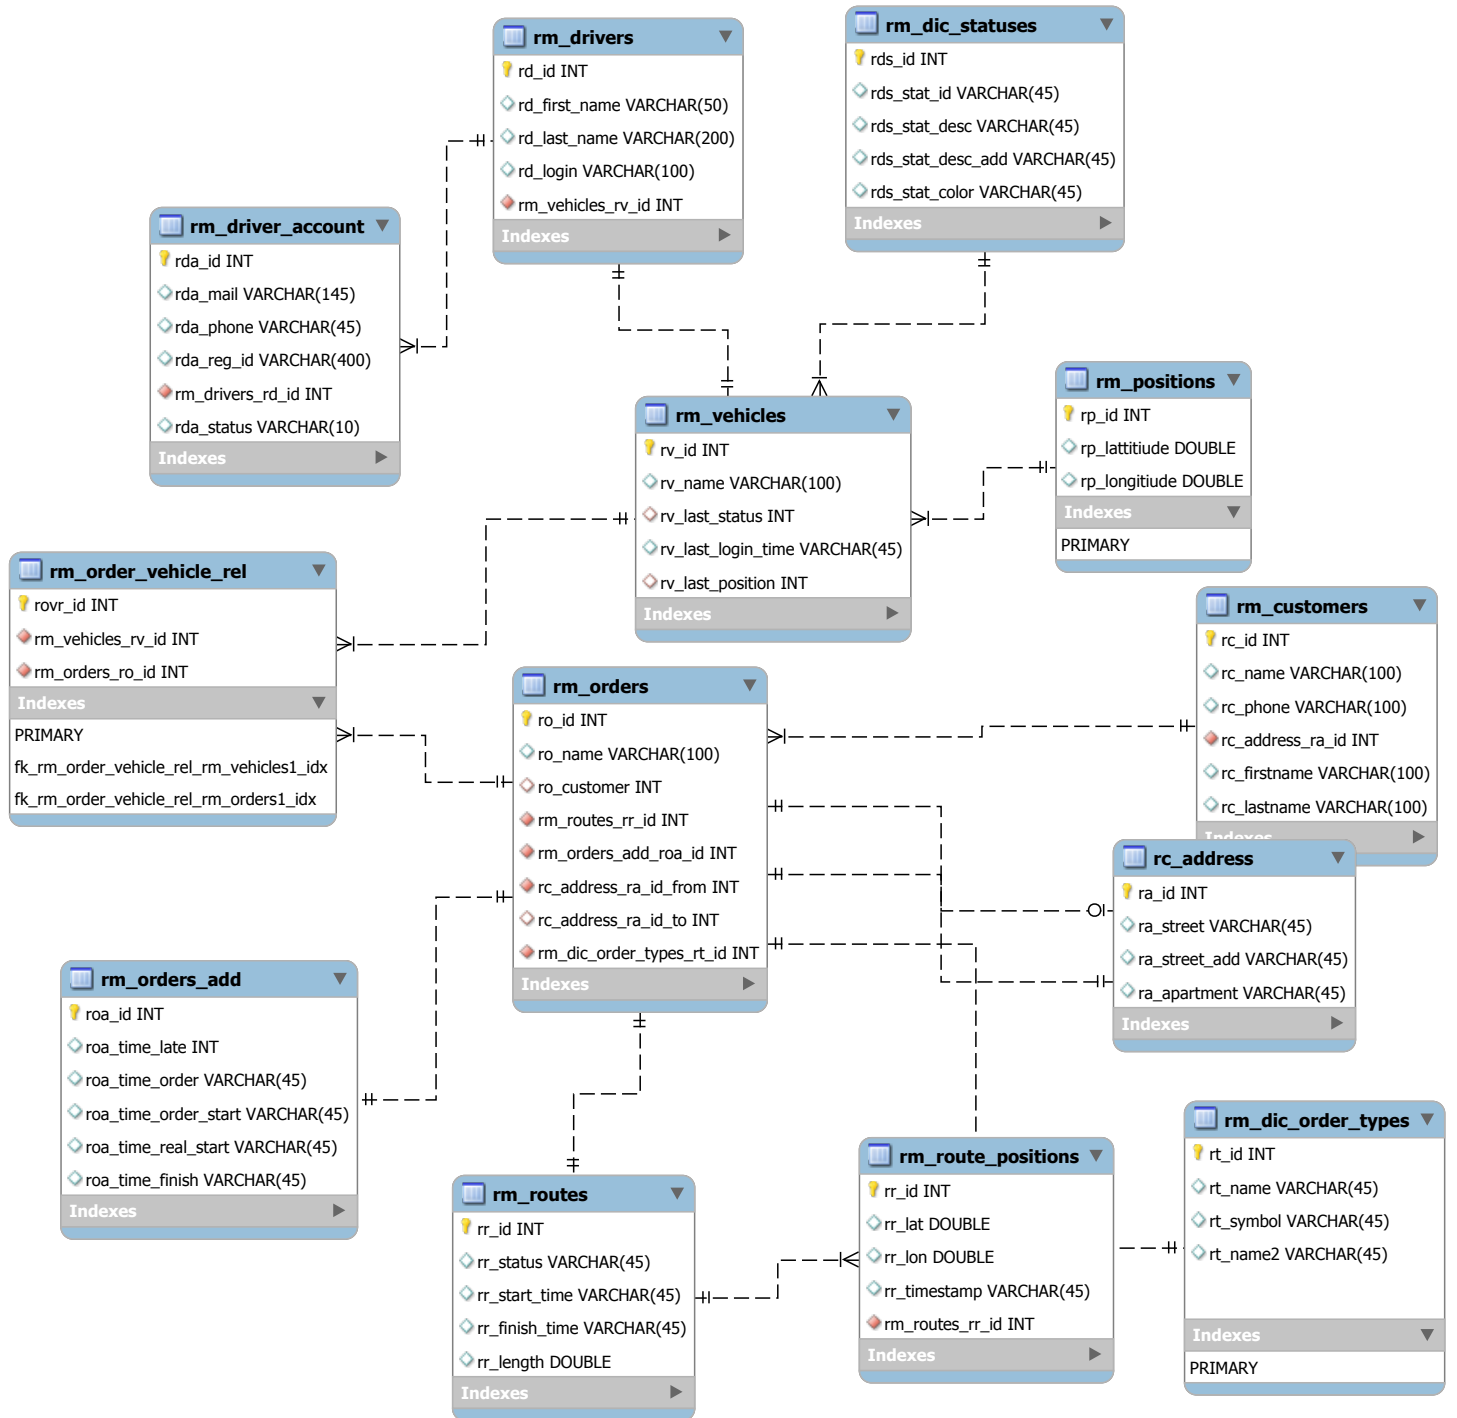 rm_drivers
rd_id INT
rd_first_name VARCHAR(50)
rd_last_name VARCHAR(200)
rd_login VARCHAR(100)
rm_vehicles_rv_id INT
Indexes
rm_dic_statuses
rds_id INT
rds_stat_id VARCHAR(45)
rds_stat_desc VARCHAR(45)
rds_stat_desc_add VARCHAR(45)
rds_stat_color VARCHAR(45)
Indexes
rm_driver_account
rda_id INT
rda_mail VARCHAR(145)
rda_phone VARCHAR(45)
rda_reg_id VARCHAR(400)
rm_drivers_rd_id INT
rda_status VARCHAR(10)
Indexes
rm_vehicles
rv_id INT
rv_name VARCHAR(100)
rv_last_status INT
rv_last_login_time VARCHAR(45)
rv_last_position INT
Indexes
rm_positions
rp_id INT
rp_lattitiude DOUBLE
rp_longitiude DOUBLE
Indexes
PRIMARY
rm_order_vehicle_rel
rovr_id INT
rm_vehicles_rv_id INT
rm_orders_ro_id INT
Indexes
PRIMARY
fk_rm_order_vehicle_rel_rm_vehicles1_idx
fk_rm_order_vehicle_rel_rm_orders1_idx
rm_orders
ro_id INT
ro_name VARCHAR(100)
ro_customer INT
rm_routes_rr_id INT
rm_orders_add_roa_id INT
rc_address_ra_id_from INT
rc_address_ra_id_to INT
rm_dic_order_types_rt_id INT
Indexes
rm_customers
rc_id INT
rc_name VARCHAR(100)
rc_phone VARCHAR(100)
rc_address_ra_id INT
rc_firstname VARCHAR(100)
rc_lastname VARCHAR(100)
Indexes
rc_address
ra_id INT
ra_street VARCHAR(45)
ra_street_add VARCHAR(45)
ra_apartment VARCHAR(45)
Indexes
rm_orders_add
roa_id INT
roa_time_late INT
roa_time_order VARCHAR(45)
roa_time_order_start VARCHAR(45)
roa_time_real_start VARCHAR(45)
roa_time_finish VARCHAR(45)
Indexes
rm_routes
rr_id INT
rr_status VARCHAR(45)
rr_start_time VARCHAR(45)
rr_finish_time VARCHAR(45)
rr_length DOUBLE
Indexes
rm_route_positions
rr_id INT
rr_lat DOUBLE
rr_lon DOUBLE
rr_timestamp VARCHAR(45)
rm_routes_rr_id INT
Indexes
rm_dic_order_types
rt_id INT
rt_name VARCHAR(45)
rt_symbol VARCHAR(45)
rt_name2 VARCHAR(45)
Indexes
PRIMARY